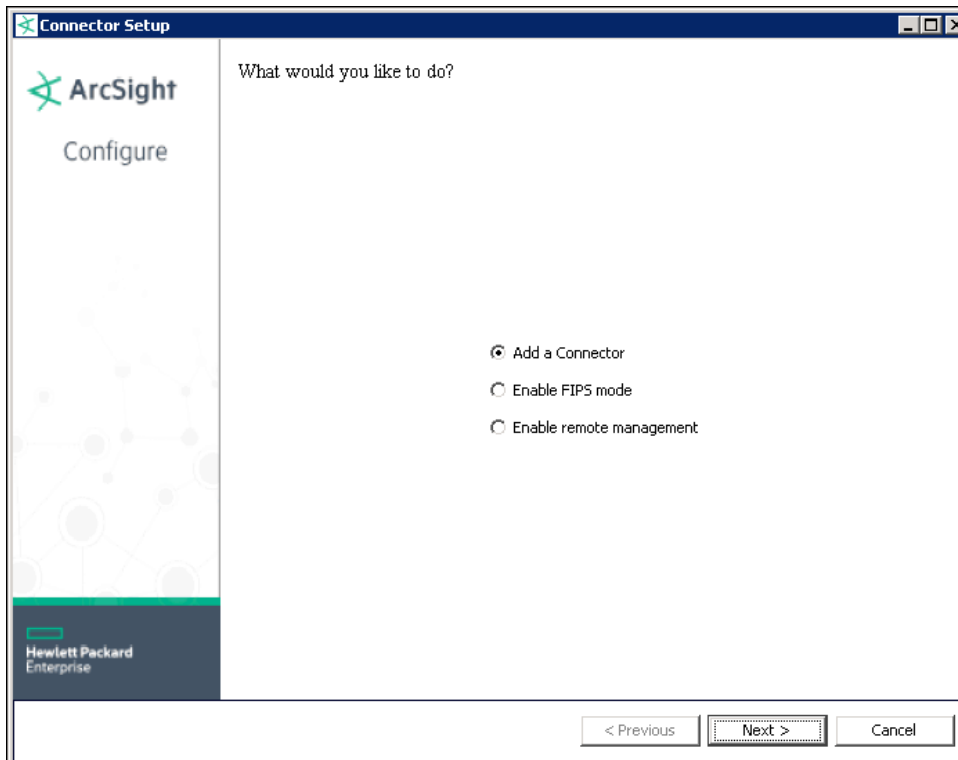 Connector Setup
ArcSight
Configure
What would you like to do?
Add a Connector
Enable FIPS mode
Enable remote management
Hewlett Packard
Enterprise
< Previous
Next >
Cancel